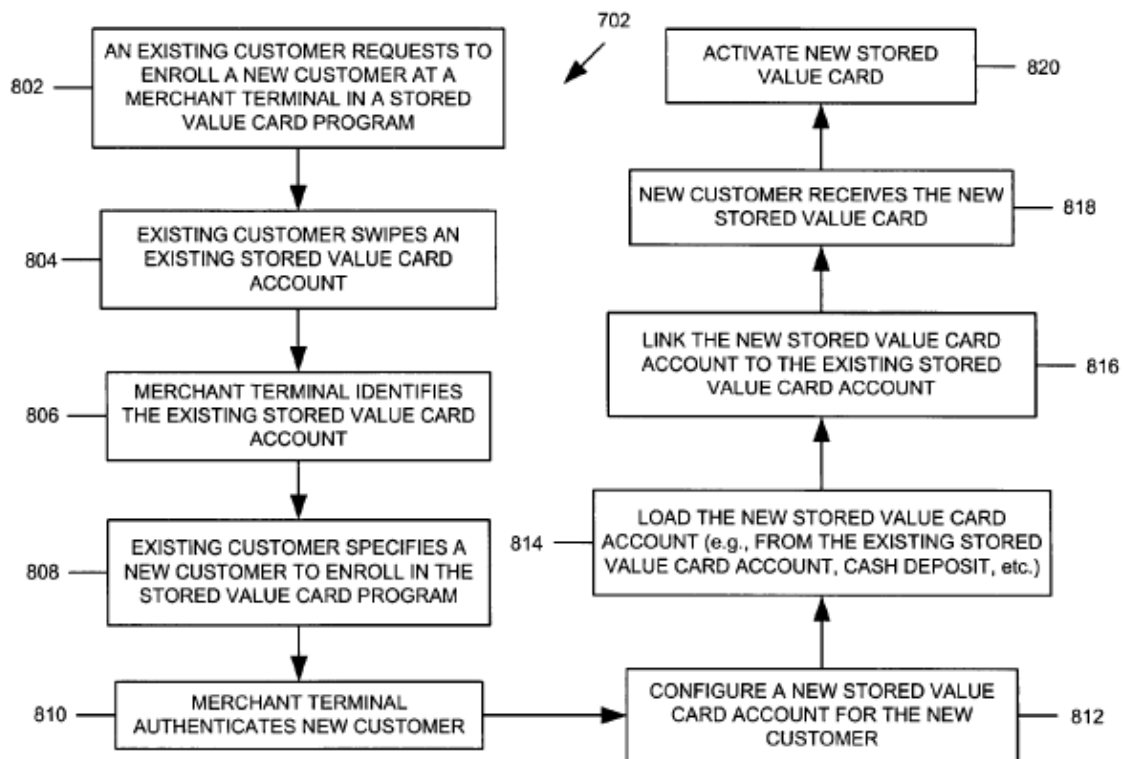 AN EXISTING CUSTOMER REQUESTS TO
ENROLL A NEW CUSTOMER AT A
MERCHANT TERMINAL IN A STORED
VALUE CARD PROGRAM
802
EXISTING CUSTOMER SWIPES AN
EXISTING STORED VALUE CARD
ACCOUNT
804
MERCHANT TERMINAL IDENTIFIES
THE EXISTING STORED VALUE CARD
ACCOUNT
806
EXISTING CUSTOMER SPECIFIES A
NEW CUSTOMER TO ENROLL IN THE
STORED VALUE CARD PROGRAM
808
MERCHANT TERMINAL
AUTHENTICATES NEW CUSTOMER
810
CONFIGURE A NEW STORED VALUE
CARD ACCOUNT FOR THE NEW
CUSTOMER
812
LOAD THE NEW STORED VALUE CARD
ACCOUNT (e.g., FROM THE EXISTING STORED
VALUE CARD ACCOUNT, CASH DEPOSIT, etc.)
814
LINK THE NEW STORED VALUE CARD
ACCOUNT TO THE EXISTING STORED
VALUE CARD ACCOUNT
816
NEW CUSTOMER RECEIVES THE NEW
STORED VALUE CARD
818
ACTIVATE NEW STORED
VALUE CARD
820
702